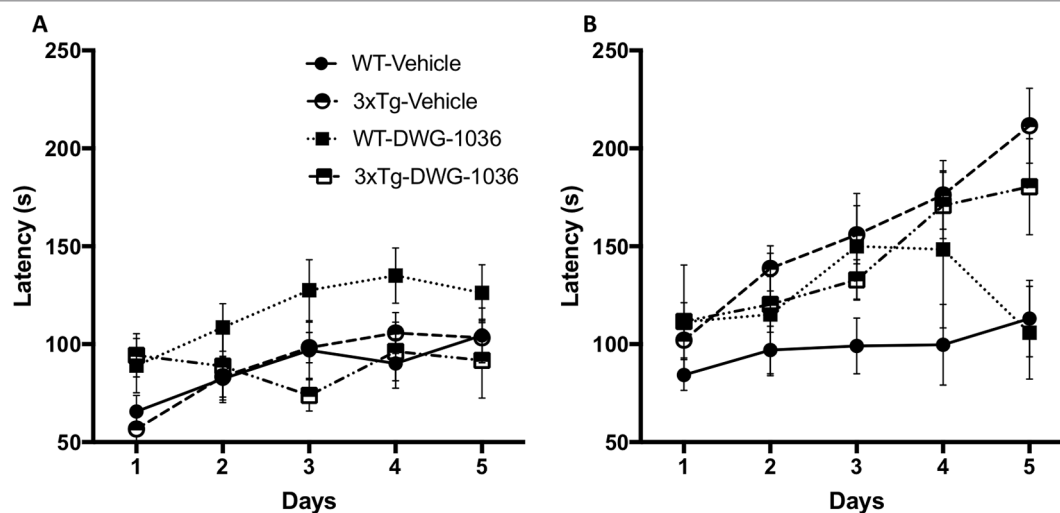 A
250
200
150
100
50
Latency (s)
1 2 3 4 5
Days
WT-Vehicle
3xTg-Vehicle
WT-DWG-1036
3xTg-DWG-1036
B
250
200
150
100
50
Latency (s)
1 2 3 4 5
Days